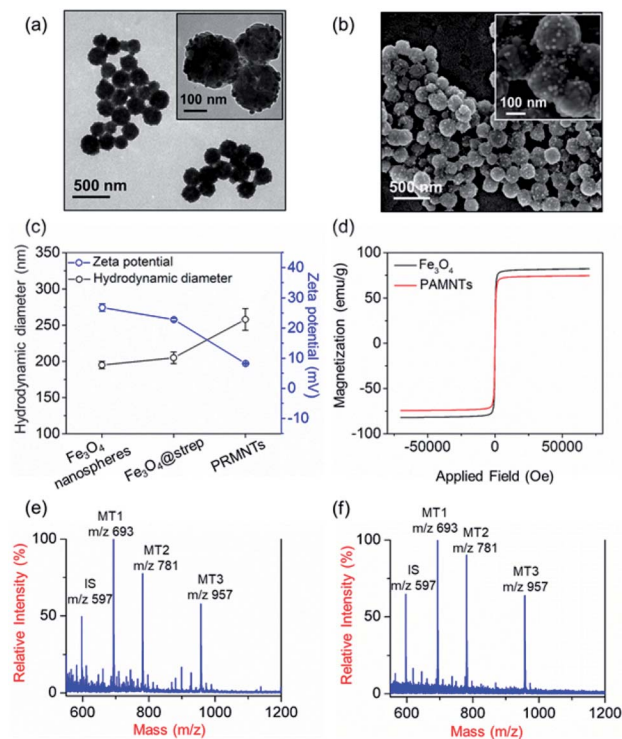 (a)
100 nm
500 nm
(b)
100 nm
500 nm
(c)
Hydrodynamic diameter (nm)
350
300
250
200
150
100
Zeta potential
Hydrodynamic diameter
40
30
20
10
0
-10
Zeta potential (mV)
Fe₃O₄
nanospheres
Fe₃O₄@strep
PRMNTs
(d)
Magnetization (emu/g)
100
75
50
0
-50
-100
Fe₃O₄
PAMNTs
-50000
0
50000
Applied Field (Oe)
(e)
Relative Intensity (%)
100
50
0
IS
m/z 597
MT1
m/z 693
MT2
m/z 781
MT3
m/z 957
600
800
1000
1200
Mass (m/z)
(f)
Relative Intensity (%)
100
50
0
IS
m/z 597
MT1
m/z 693
MT2
m/z 781
MT3
m/z 957
600
800
1000
1200
Mass (m/z)